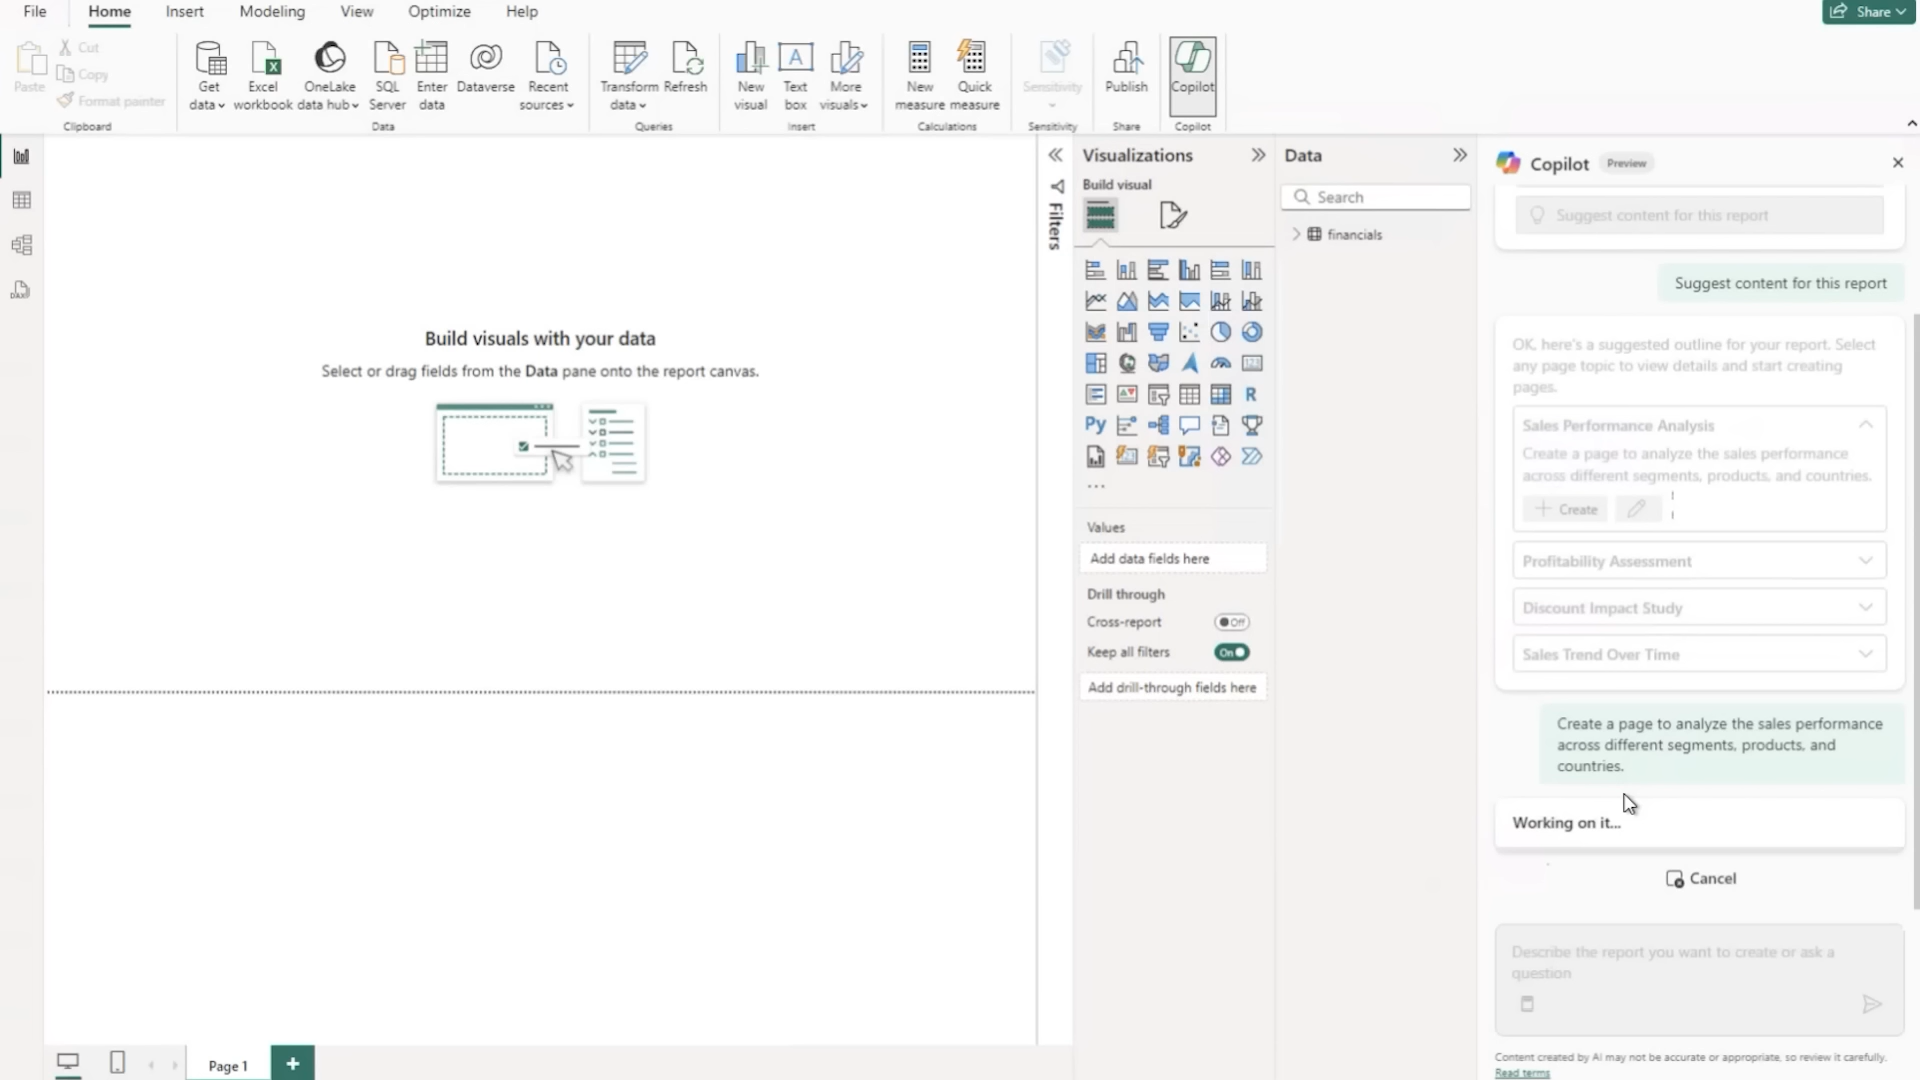 File Home Insert Modeling View Optimize Help
Share
Paste
Cut
Copy
Format painter
Clipboard
Get data
Excel workbook
OneLake data hub
SQL Server
Enter data
Dataverse
Recent sources
Data
Transform data
Refresh
Queries
New visual
Text box
More visuals
Insert
New measure
Quick measure
Calculations
Sensitivity
Sensitivity
Publish
Share
Copilot
Copilot
Build visuals with your data
Select or drag fields from the Data pane onto the report canvas.
Filters
Visualizations
Build visual
R
Py
...
Values
Add data fields here
Drill through
Cross-report
Off
Keep all filters
On
Add drill-through fields here
Data
Search
financials
Copilot Preview
Suggest content for this report
Suggest content for this report
OK, here's a suggested outline for your report. Select
any page topic to view details and start creating
pages.
Sales Performance Analysis
Create a page to analyze the sales performance
across different segments, products, and countries.
Create
Profitability Assessment
Discount Impact Study
Sales Trend Over Time
Create a page to analyze the sales performance
across different segments, products, and
countries.
Working on it...
Cancel
Describe the report you want to create or ask a
question
Content created by AI may not be accurate or appropriate, so review it carefully.
Read terms
Page 1